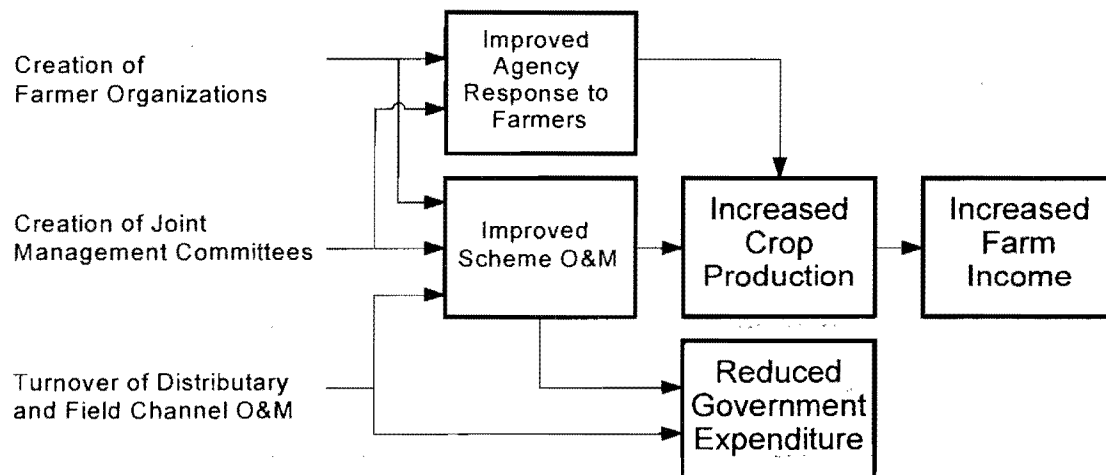 Creation of
Farmer Organizations
Improved
Agency
Response to
Farmers
Creation of Joint
Management Committees
Improved
Scheme O&M
Increased
Crop
Production
Increased
Farm
Income
Turnover of Distributary
and Field Channel O&M
Reduced
Government
Expenditure